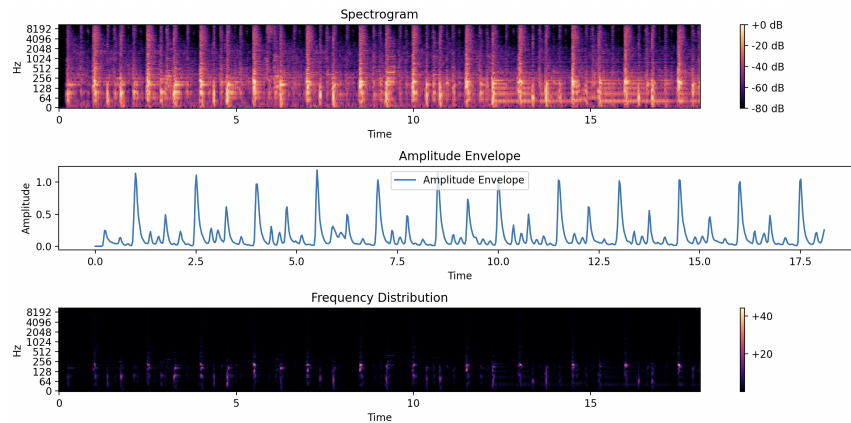 Spectrogram
8192
4096
2048
1024
512
256
128
64
0
Hz
0 5 10 15
Time
+0 dB
-20 dB
-40 dB
-60 dB
-80 dB
Amplitude Envelope
1.0
0.5
0.0
Amplitude
Amplitude Envelope
0.0 2.5 5.0 7.5 10.0 12.5 15.0 17.5
Time
Frequency Distribution
8192
4096
2048
1024
512
256
128
64
0
Hz
0 5 10 15
Time
+40
+20